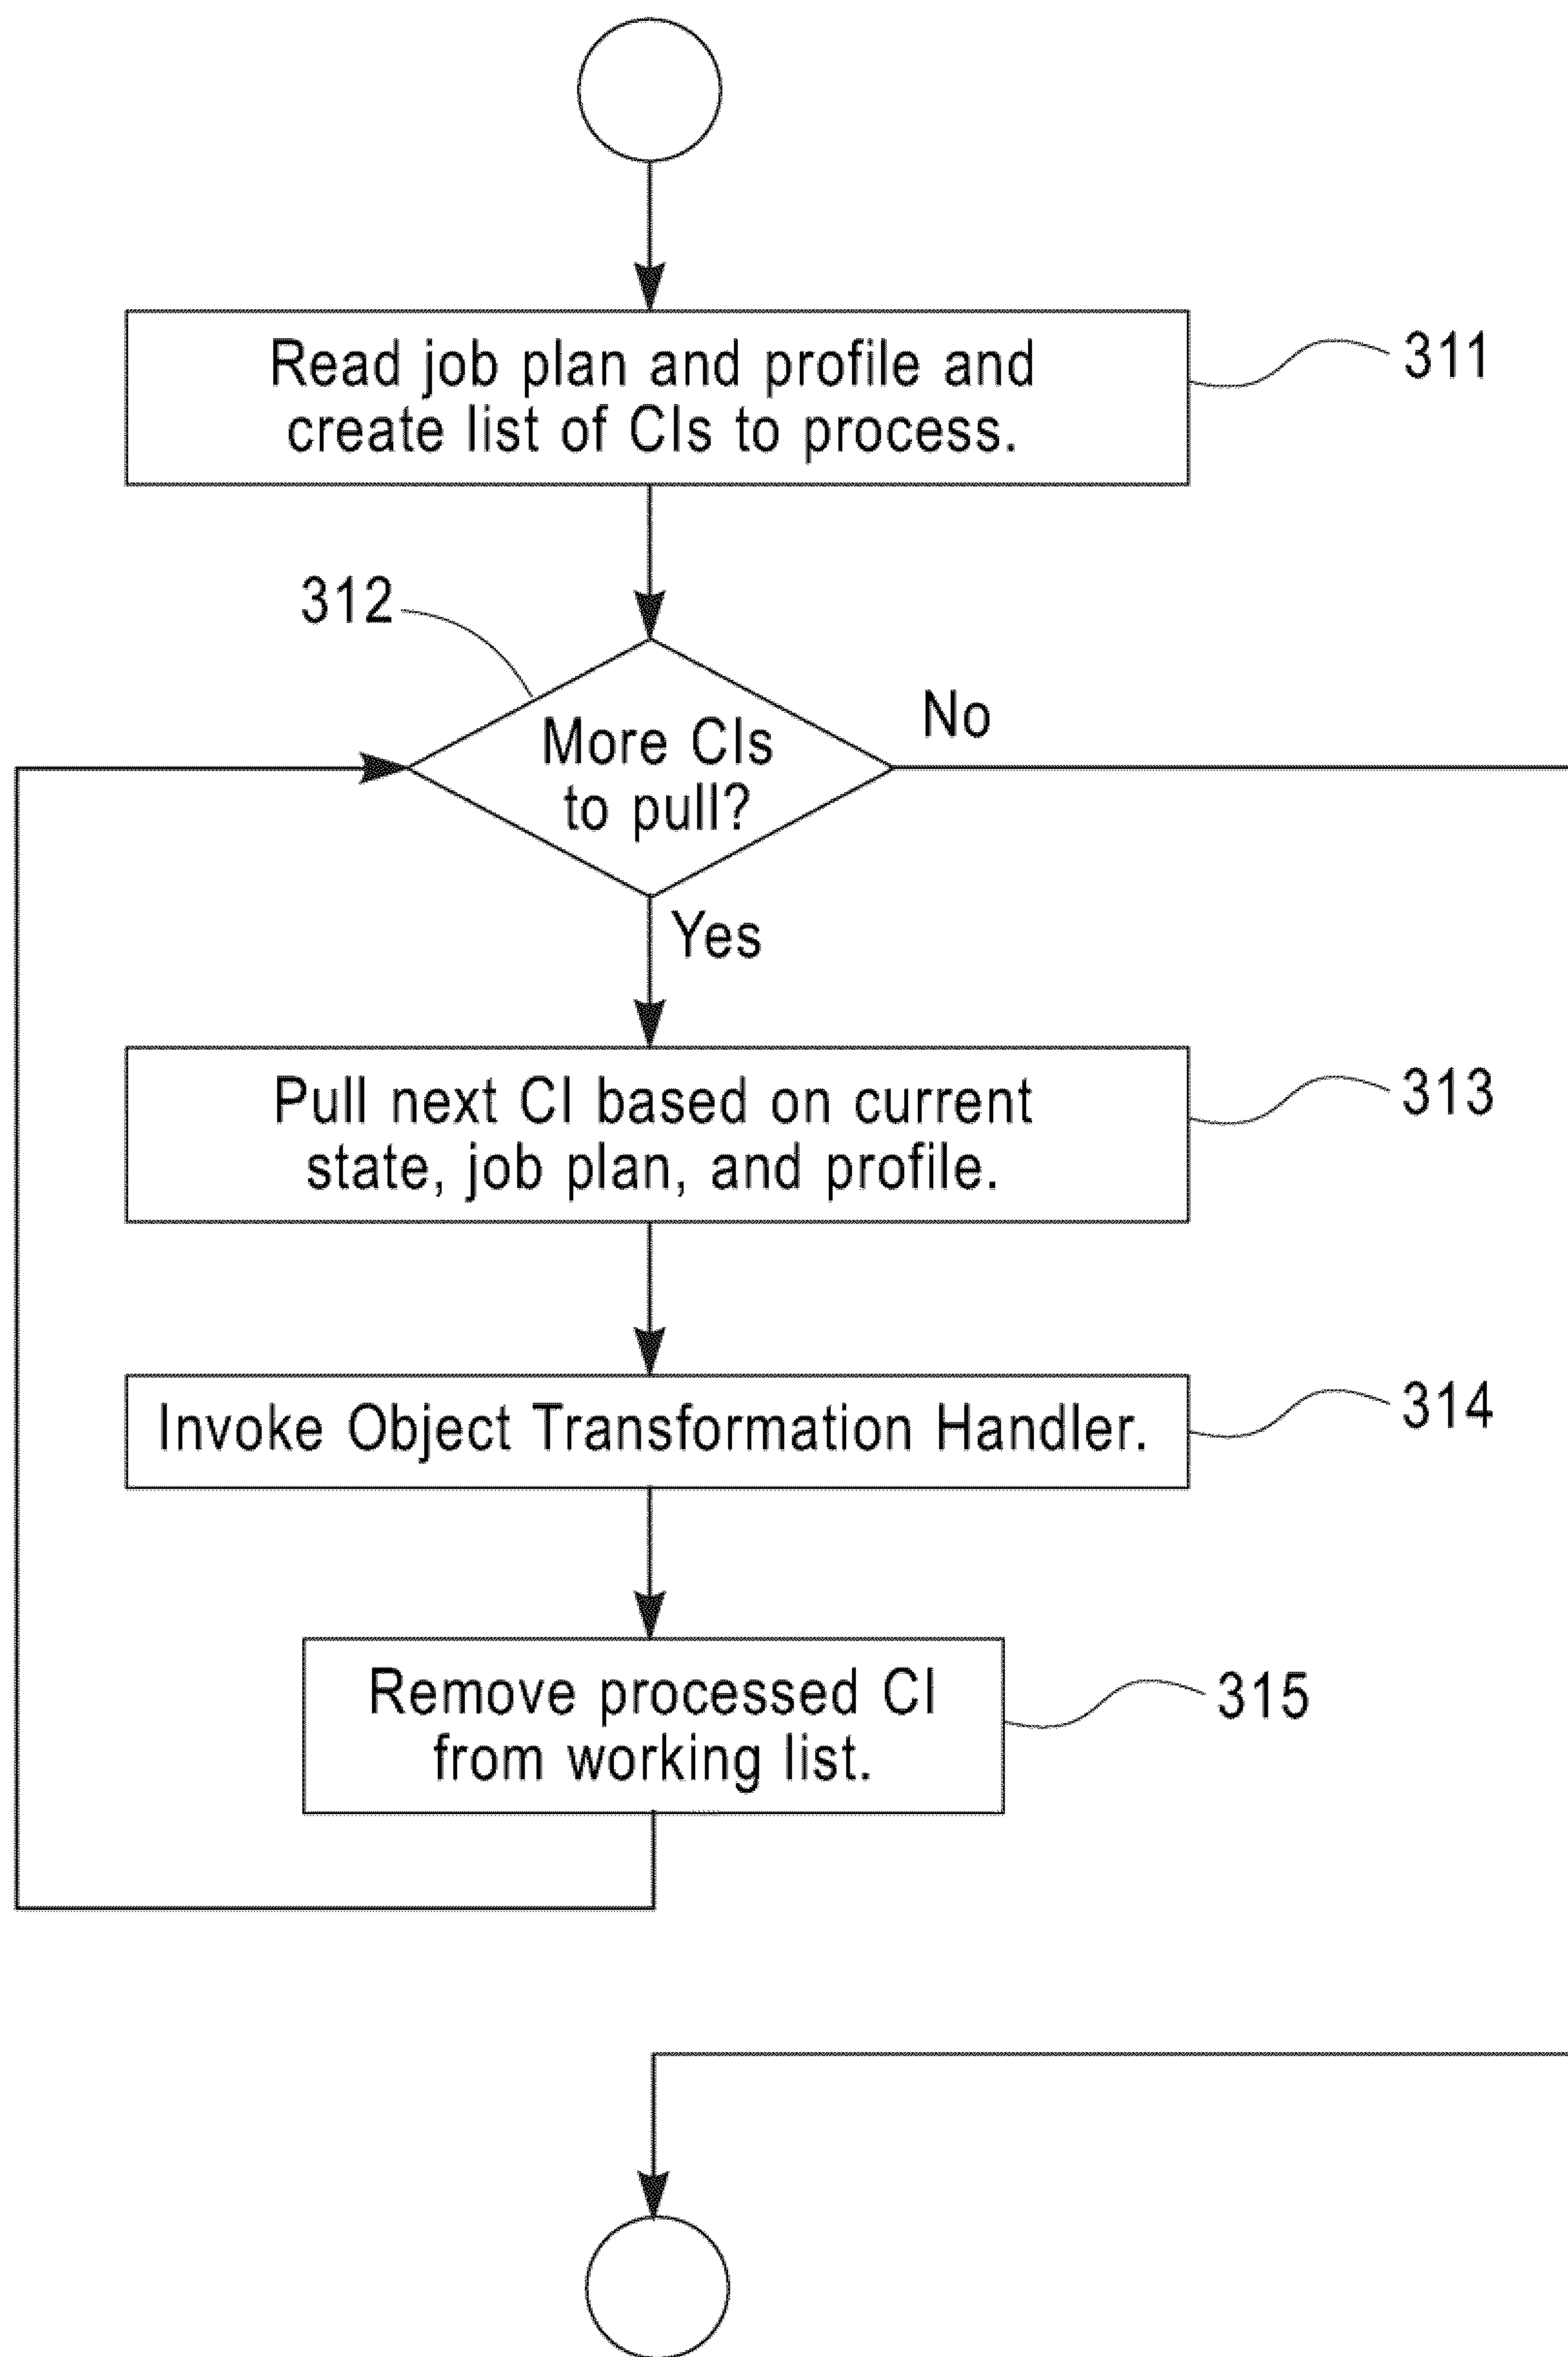 Read job plan and profile and
create list of CIs to process.
311
312
More CIs
to pull?
No
Yes
Pull next CI based on current
state, job plan, and profile.
313
Invoke Object Transformation Handler.
314
Remove processed CI
from working list.
315